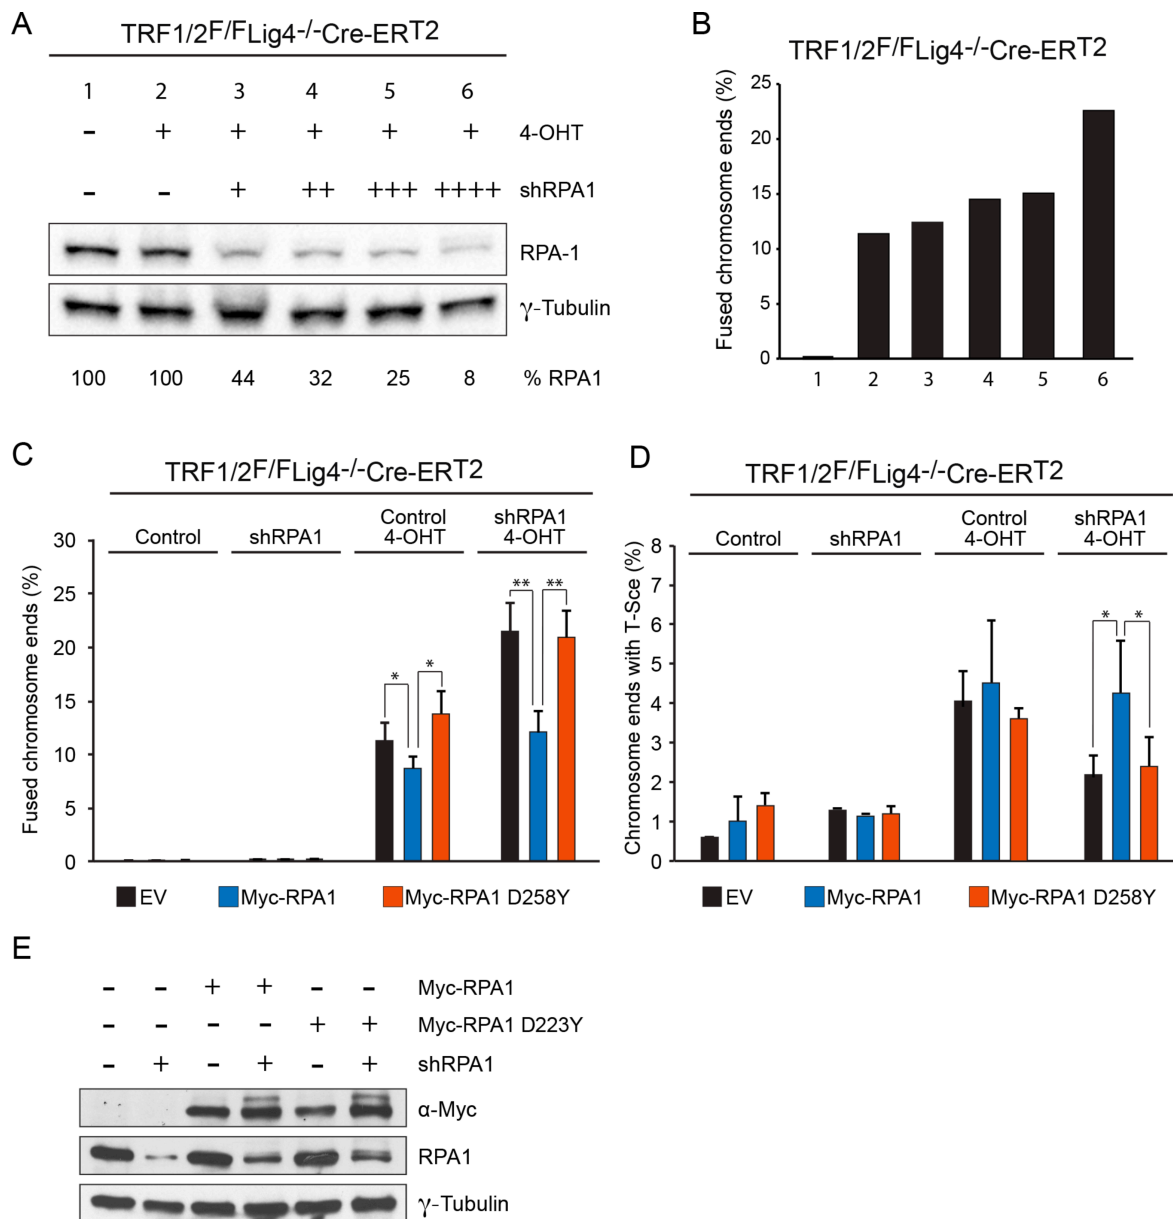 A
TRF1/2F/FLig4-/-Cre-ERT2
1 2 3 4 5 6
- + + + + + 4-OHT
- - + ++ +++ ++++ shRPA1
RPA-1
γ-Tubulin
100 100 44 32 25 8 % RPA1
B
TRF1/2F/FLig4-/-Cre-ERT2
Fused chromosome ends (%)
25
20
15
10
5
0
1 2 3 4 5 6
C
TRF1/2F/FLig4-/-Cre-ERT2
Control
shRPA1
Control
4-OHT
shRPA1
4-OHT
Fused chromosome ends (%)
30
25
20
15
10
5
0
* *
** **
EV Myc-RPA1 Myc-RPA1 D258Y
D
TRF1/2F/FLig4-/-Cre-ERT2
Control
shRPA1
Control
4-OHT
shRPA1
4-OHT
Chromosome ends with T-Sce (%)
8
7
6
5
4
3
2
1
0
* *
EV Myc-RPA1 Myc-RPA1 D258Y
E
- - + + - - Myc-RPA1
- - - - + + Myc-RPA1 D223Y
- + - + - + shRPA1
α-Myc
RPA1
γ-Tubulin